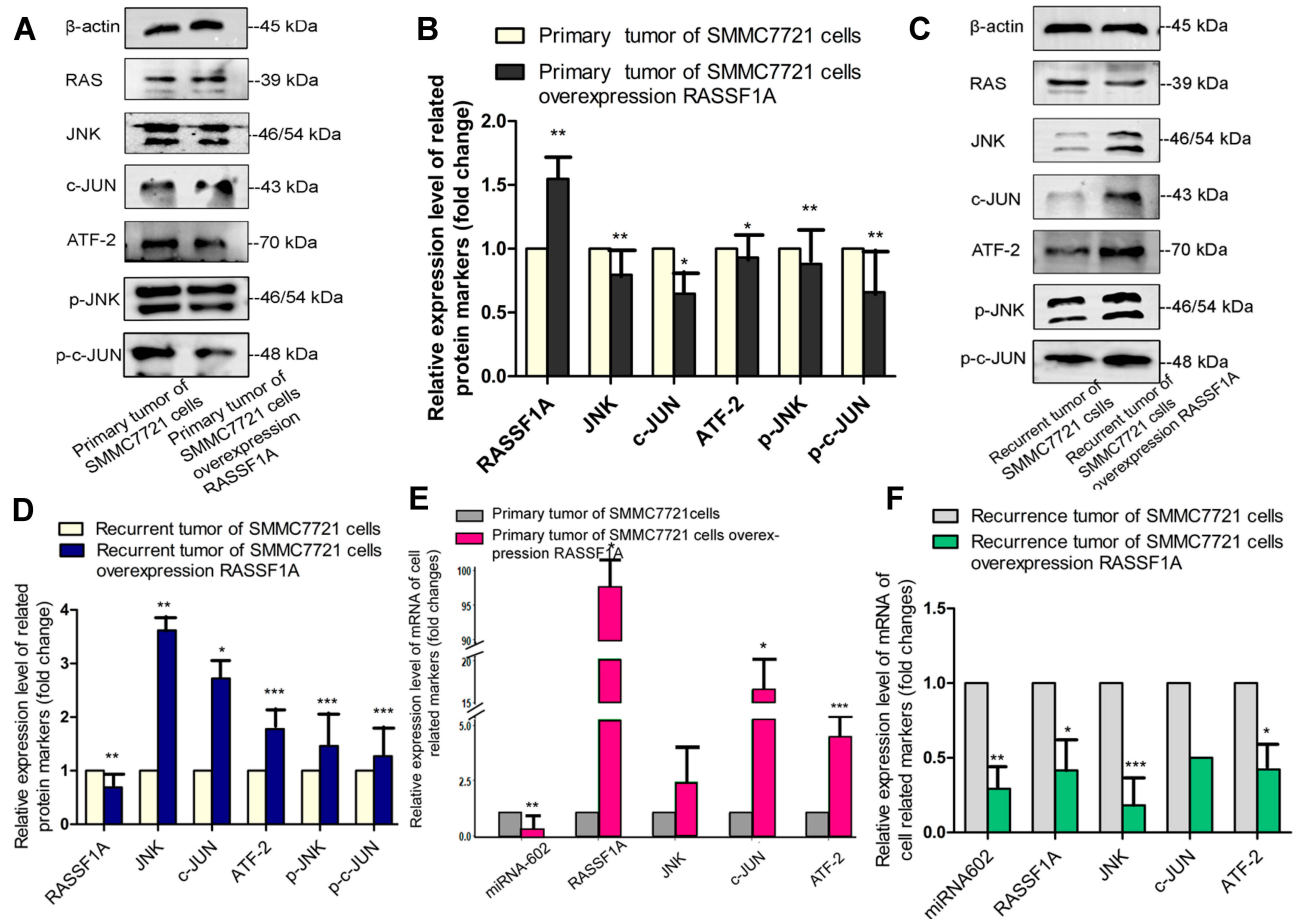 A
β-actin
--45 kDa
RAS
--39 kDa
JNK
--46/54 kDa
c-JUN
--43 kDa
ATF-2
--70 kDa
p-JNK
--46/54 kDa
p-c-JUN
--48 kDa
Primary tumor of
SMMC7721 cells
Primary tumor of
SMMC7721 cells
overexpression
RASSF1A
B
Primary tumor of SMMC7721 cells
Primary tumor of SMMC7721 cells
overexpression RASSF1A
Relative expression level of related
protein markers (fold change)
2.0
1.5
1.0
0.5
0.0
**
**
*
*
**
**
RASSF1A
JNK
c-JUN
ATF-2
p-JNK
p-c-JUN
C
β-actin
--45 kDa
RAS
--39 kDa
JNK
--46/54 kDa
c-JUN
--43 kDa
ATF-2
--70 kDa
p-JNK
--46/54 kDa
p-c-JUN
--48 kDa
Recurrent tumor of
SMMC7721 cslls
Recurrent tumor of
SMMC7721 cslls
overexpression RASSF1A
D
Recurrent tumor of SMMC7721 cells
Recurrent tumor of SMMC7721 cells
overexpression RASSF1A
Relative expression level of related
protein markers (fold change)
4
3
2
1
0
**
**
*
***
***
***
RASSF1A
JNK
c-JUN
ATF-2
p-JNK
p-c-JUN
E
Primary tumor of SMMC7721cells
Primary tumor of SMMC7721 cells overex-
pression RASSF1A
Relative expression level of mRNA of cell
related markers (fold changes)
100
95
90
20
15
5.0
2.5
0.0
**
*
*
***
miRNA-602
RASSF1A
JNK
c-JUN
ATF-2
F
Recurrence tumor of SMMC7721 cells
Recurrence tumor of SMMC7721 cells
overexpression RASSF1A
Relative expression level of mRNA of
cell related markers (fold changes)
1.5
1.0
0.5
0.0
**
*
***
*
miRNA602
RASSF1A
JNK
c-JUN
ATF-2